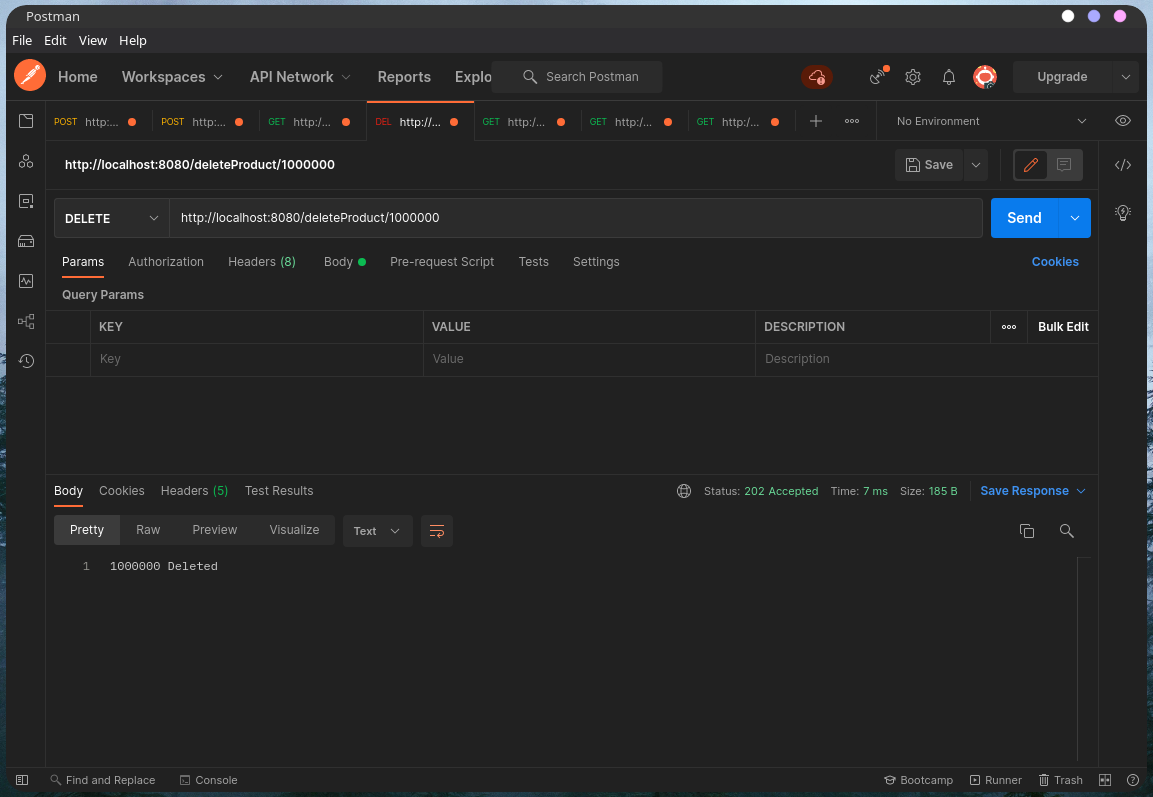 Postman
File Edit View Help
Home Workspaces API Network Reports Explo Search Postman Upgrade
POST http:... POST http:... GET http:/... DEL http://... GET http:/... GET http:/... GET http:/... No Environment
http://localhost:8080/deleteProduct/1000000 Save
DELETE http://localhost:8080/deleteProduct/1000000 Send
Params Authorization Headers (8) Body Pre-request Script Tests Settings Cookies
Query Params
KEY VALUE DESCRIPTION Bulk Edit
Key Value Description
Body Cookies Headers (5) Test Results Status: 202 Accepted Time: 7 ms Size: 185 B Save Response
Pretty Raw Preview Visualize Text
1 1000000 Deleted
Find and Replace Console Bootcamp Runner Trash